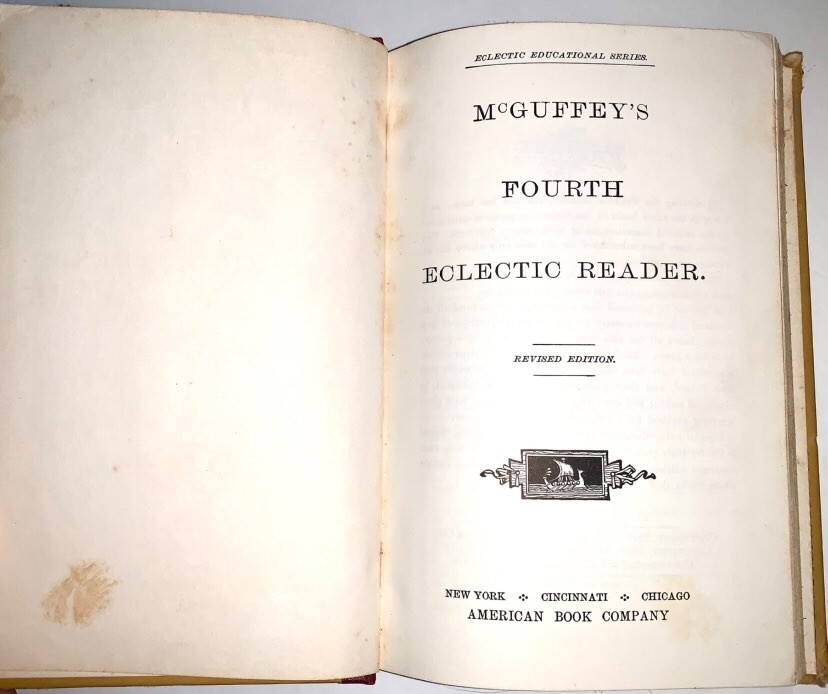 ECLECTIC EDUCATIONAL SERIES.
McGUFFEY'S
FOURTH
ECLECTIC READER.
REVISED EDITION.
NEW YORK ⁘ CINCINNATI ⁘ CHICAGO
AMERICAN BOOK COMPANY